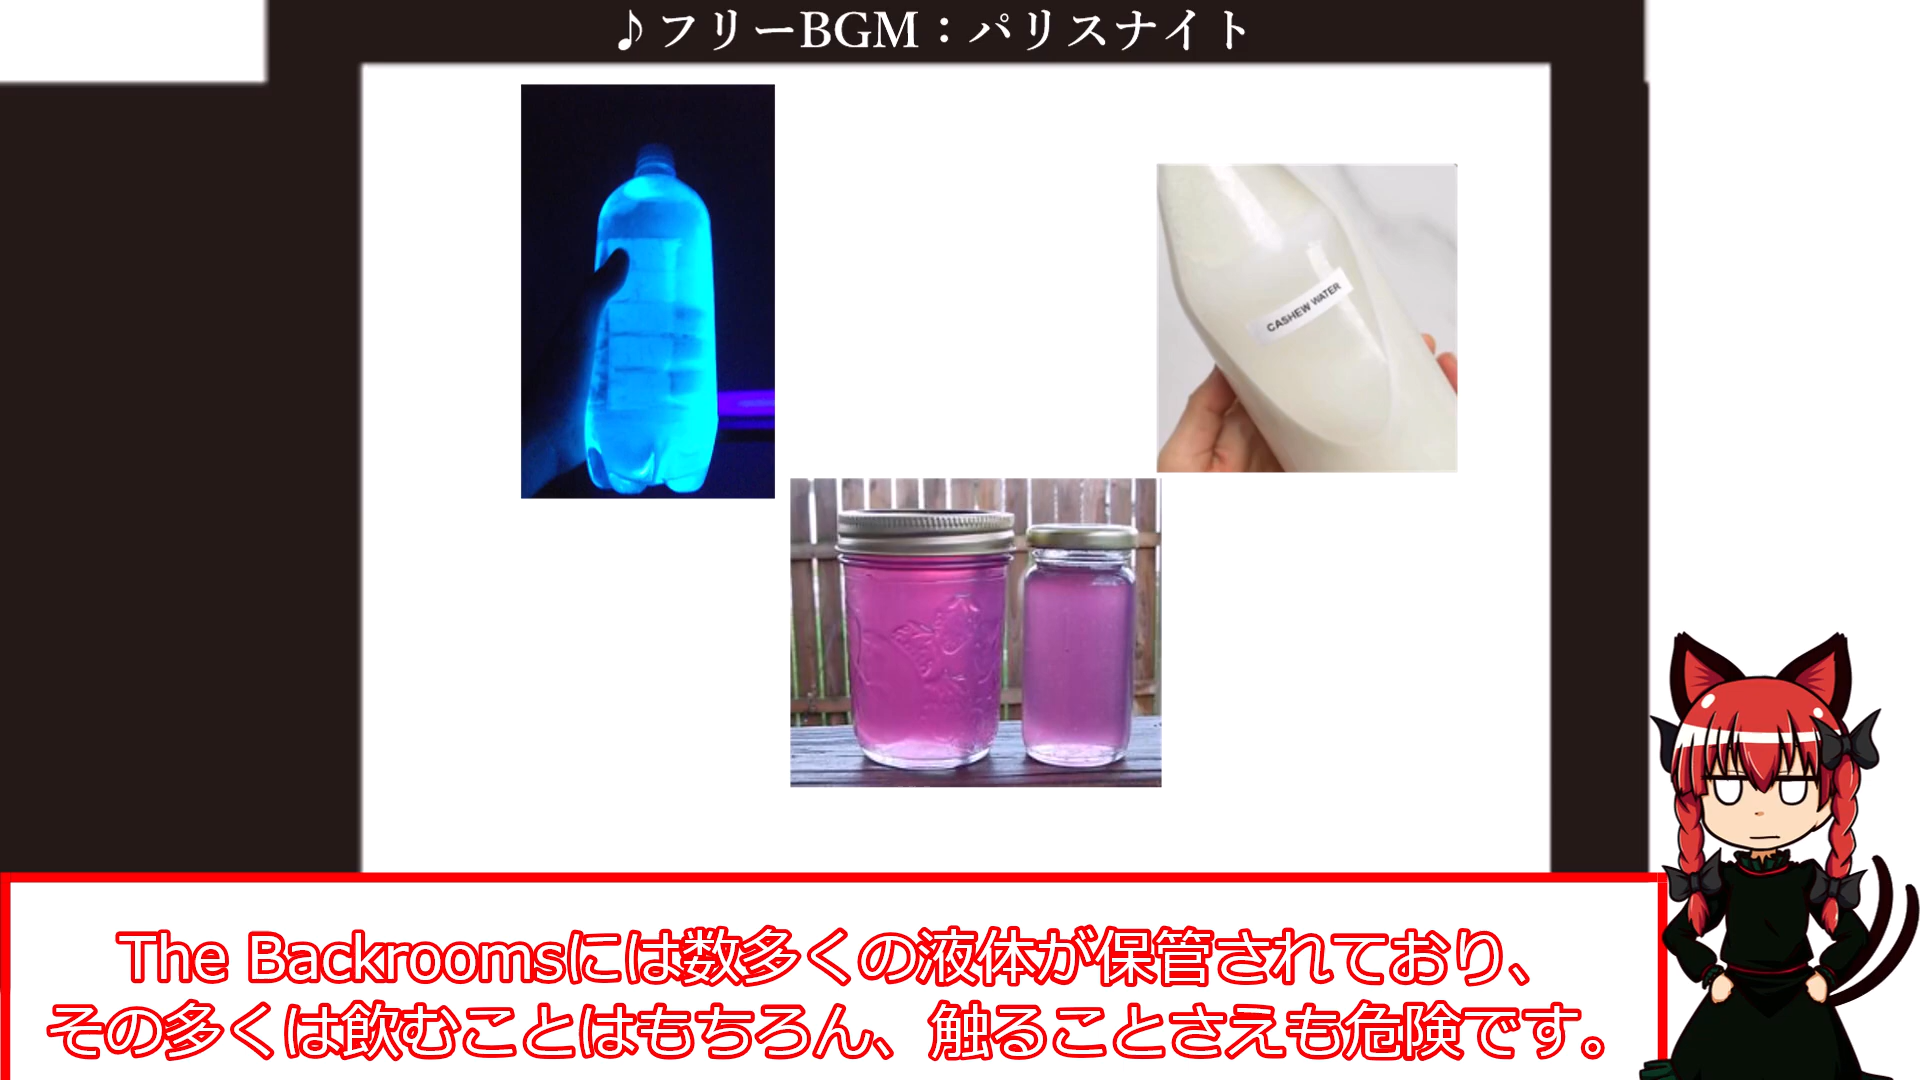 ♪フリーBGM：パリスナイト
CASHEW WATER
The Backroomsには数多くの液体が保管されており、
その多くは飲むことはもちろん、触ることさえも危険です。